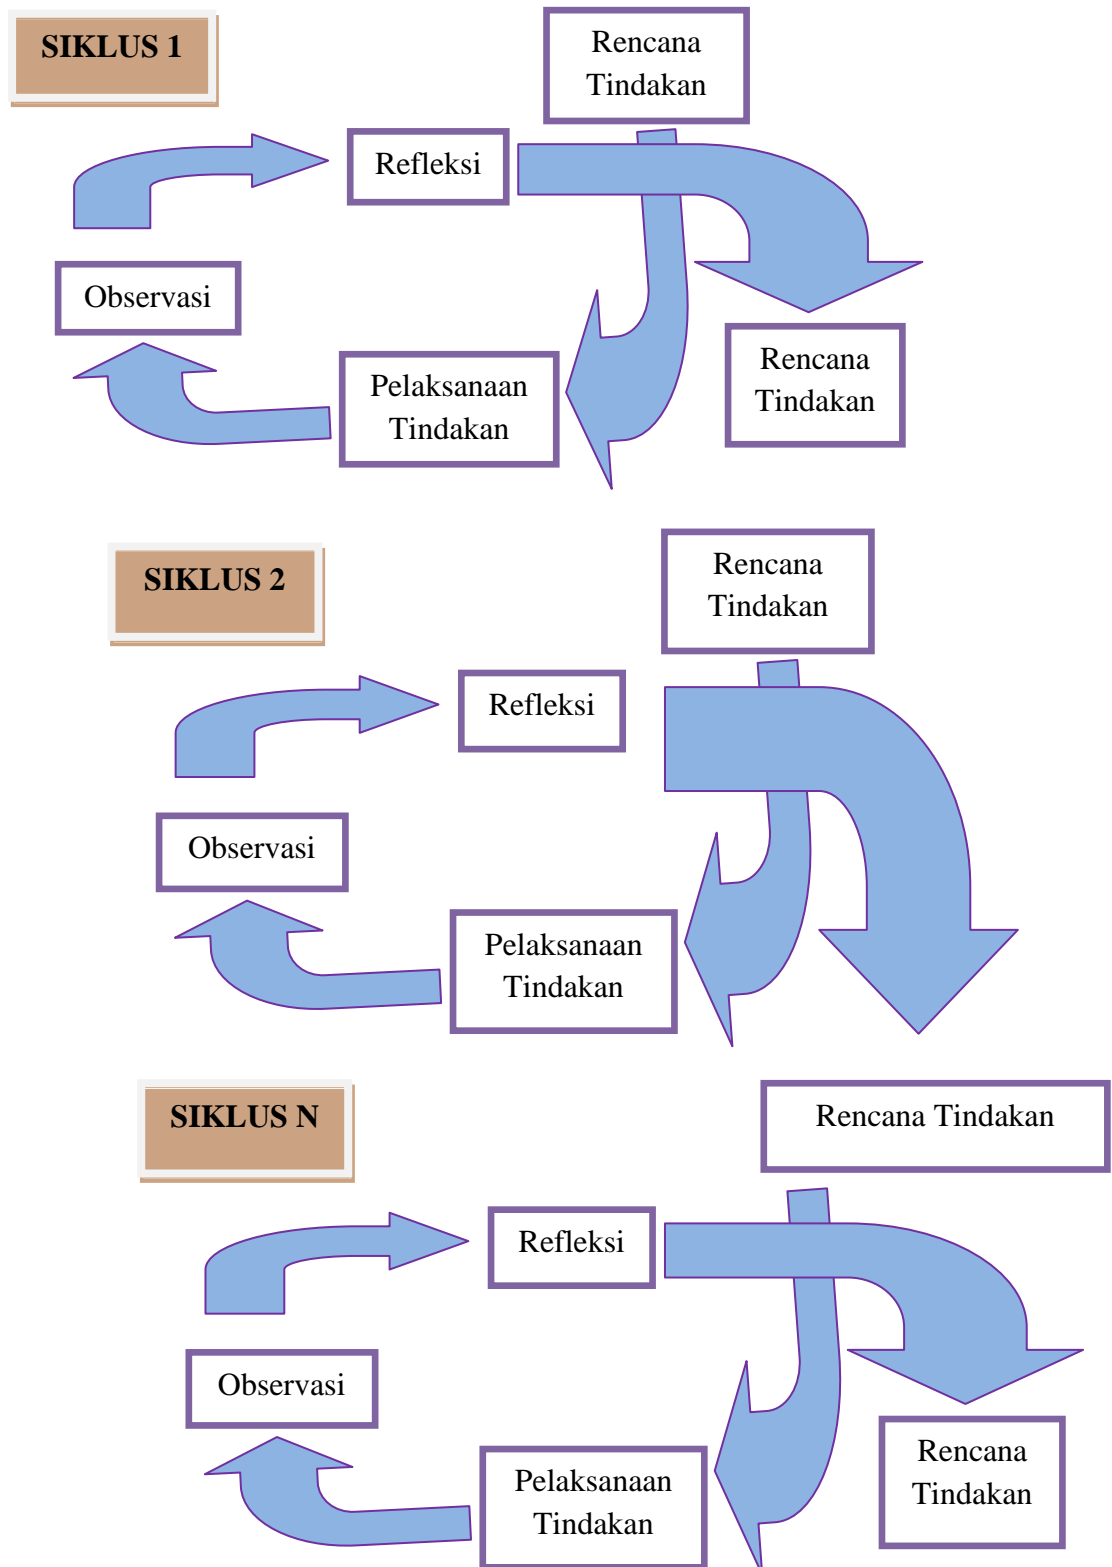 SIKLUS 1
Rencana
Tindakan
Refleksi
Observasi
Rencana
Tindakan
Pelaksanaan
Tindakan
SIKLUS 2
Rencana
Tindakan
Refleksi
Observasi
Pelaksanaan
Tindakan
SIKLUS N
Rencana Tindakan
Refleksi
Observasi
Rencana
Tindakan
Pelaksanaan
Tindakan